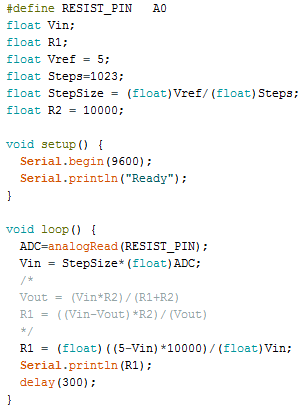 #define RESIST_PIN   A0
float Vin;
float R1;
float Vref = 5;
float Steps=1023;
float StepSize = (float)Vref/(float)Steps;
float R2 = 10000;

void setup() {
  Serial.begin(9600);
  Serial.println("Ready");
}

void loop() {
  ADC=analogRead(RESIST_PIN);
  Vin = StepSize*(float)ADC;
  /*
  Vout = (Vin*R2)/(R1+R2)
  R1 = ((Vin-Vout)*R2)/(Vout)
  */
  R1 = (float)((5-Vin)*10000)/(float)Vin;
  Serial.println(R1);
  delay(300);
}